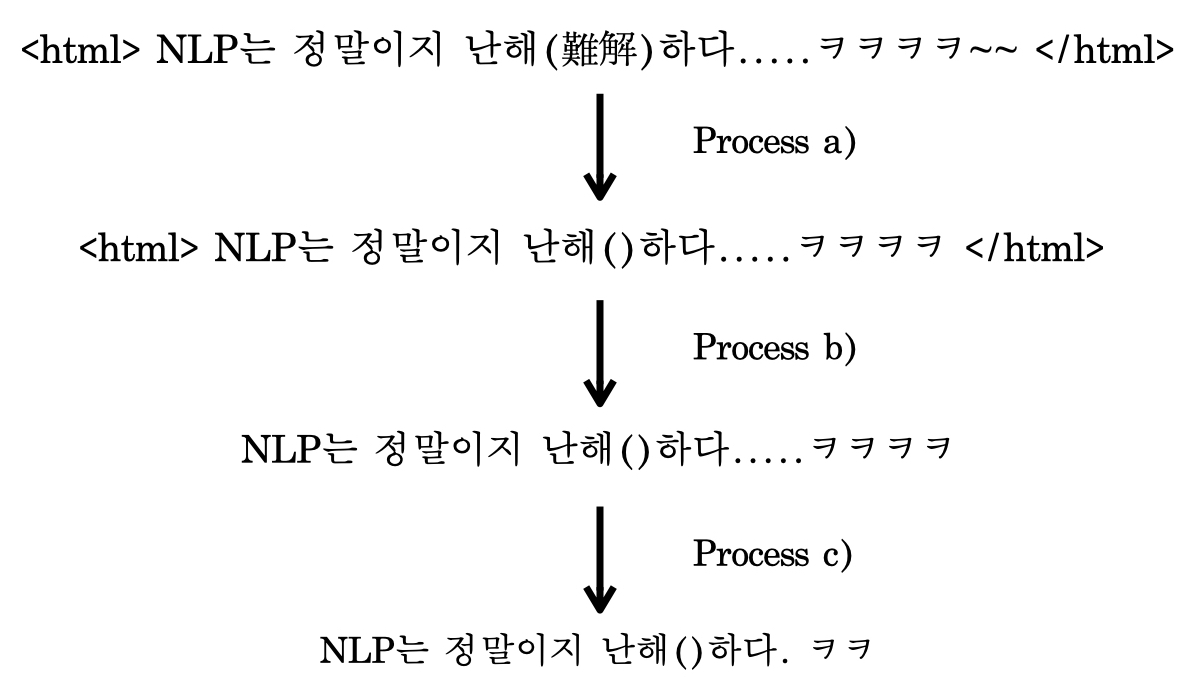 <html> NLP는 정말이지 난해(難解)하다.....ㅋㅋㅋㅋ~~ </html>
Process a)
<html> NLP는 정말이지 난해()하다.....ㅋㅋㅋㅋ </html>
Process b)
NLP는 정말이지 난해()하다.....ㅋㅋㅋㅋ
Process c)
NLP는 정말이지 난해()하다. ㅋㅋ